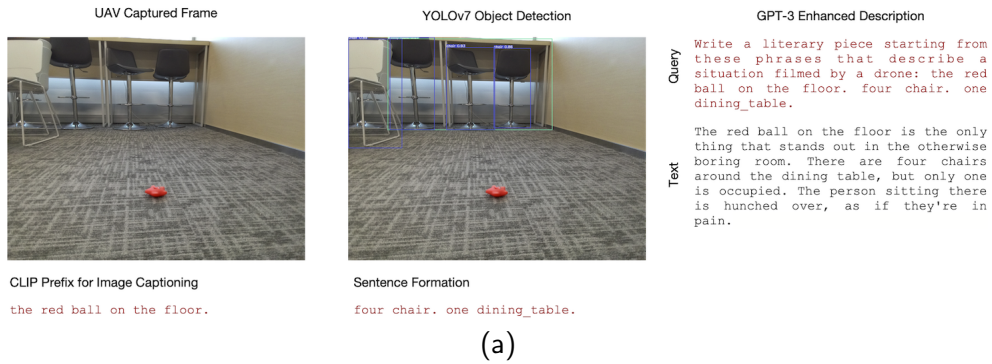 UAV Captured Frame
YOLOv7 Object Detection
GPT-3 Enhanced Description
Query
Write a literary piece starting from
these phrases that describe a
situation filmed by a drone: the red
ball on the floor. four chair. one
dining_table.
Text
The red ball on the floor is the only
thing that stands out in the otherwise
boring room. There are four chairs
around the dining table, but only one
is occupied. The person sitting there
is hunched over, as if they're in
pain.
CLIP Prefix for Image Captioning
the red ball on the floor.
Sentence Formation
four chair. one dining_table.
(a)